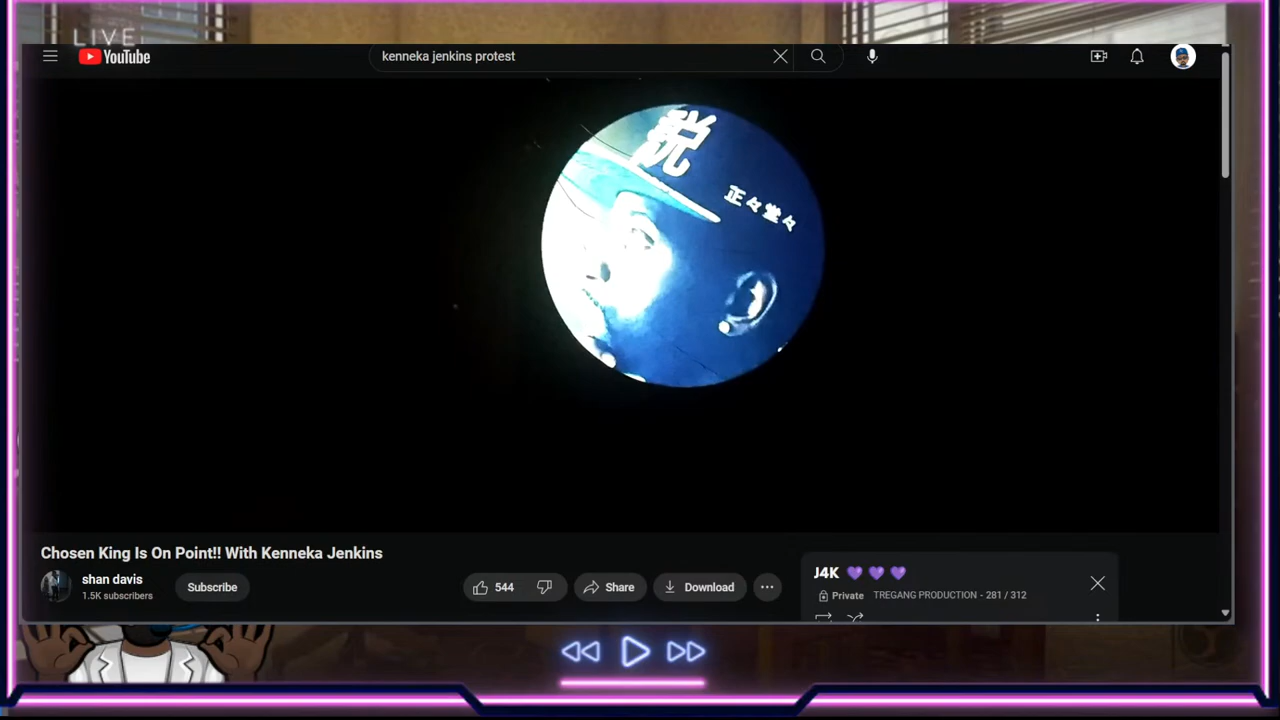 LIVE
YouTube
kenneka jenkins protest
税
正々堂々
Chosen King Is On Point!! With Kenneka Jenkins
shan davis
1.5K subscribers
Subscribe
544
Share
Download
J4K 💜 💜 💜
Private
TREGANG PRODUCTION - 281 / 312